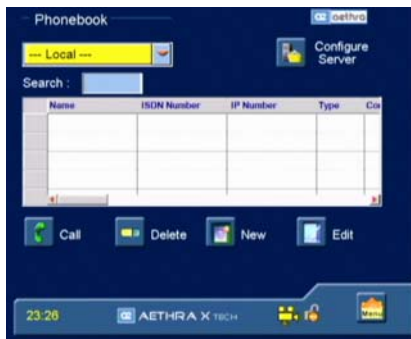 Phonebook
aethra
--- Local ---
Configure
Server
Search :
Name ISDN Number IP Number Type Co
Call Delete New Edit
23:26 AETHRA X TECH Menu